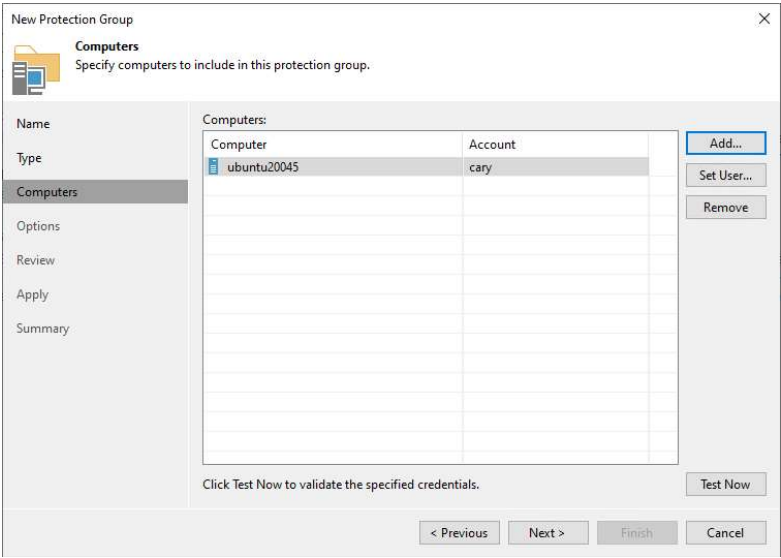 New Protection Group
Computers
Specify computers to include in this protection group.
Name
Type
Computers
Options
Review
Apply
Summary
Computers:
Computer Account
ubuntu20045 cary
Add...
Set User...
Remove
Click Test Now to validate the specified credentials.
Test Now
< Previous Next > Finish Cancel